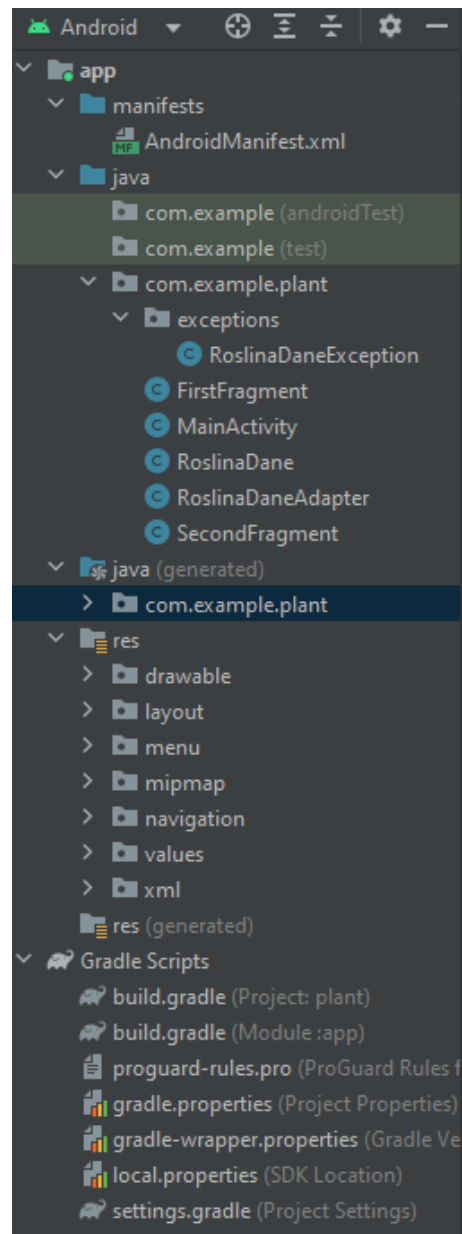 Android
app
manifests
MF AndroidManifest.xml
java
com.example (androidTest)
com.example (test)
com.example.plant
exceptions
C RoslinaDaneException
C FirstFragment
C MainActivity
C RoslinaDane
C RoslinaDaneAdapter
C SecondFragment
java (generated)
com.example.plant
res
drawable
layout
menu
mipmap
navigation
values
xml
res (generated)
Gradle Scripts
build.gradle (Project: plant)
build.gradle (Module :app)
proguard-rules.pro (ProGuard Rules f
gradle.properties (Project Properties)
gradle-wrapper.properties (Gradle Ve
local.properties (SDK Location)
settings.gradle (Project Settings)